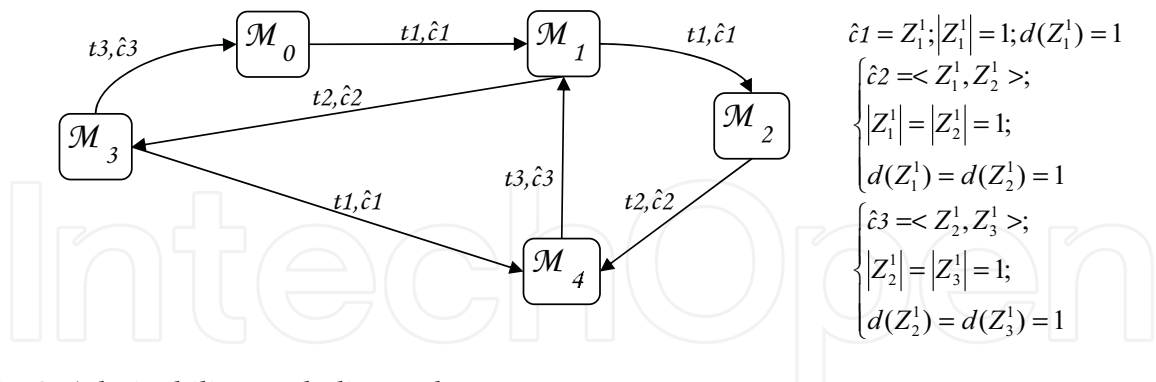 t3,ĉ3
ℳ 0
t1,ĉ1
ℳ 1
t1,ĉ1
t2,ĉ2
ℳ 3
ℳ 2
t1,ĉ1
t3,ĉ3
t2,ĉ2
ℳ 4
ĉ1 = Z₁¹; |Z₁¹| = 1; d(Z₁¹) = 1
ĉ2 =< Z₁¹, Z₂¹ >;
|Z₁¹| = |Z₂¹| = 1;
d(Z₁¹) = d(Z₂¹) = 1
ĉ3 =< Z₂¹, Z₃¹ >;
|Z₂¹| = |Z₃¹| = 1;
d(Z₂¹) = d(Z₃¹) = 1
IntechOpen